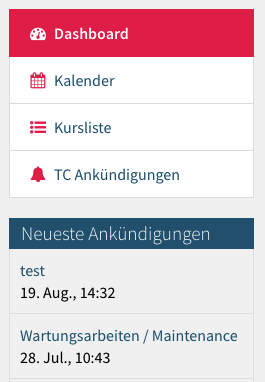 Dashboard
Kalender
Kursliste
TC Ankündigungen
Neueste Ankündigungen
test
19. Aug., 14:32
Wartungsarbeiten / Maintenance
28. Jul., 10:43